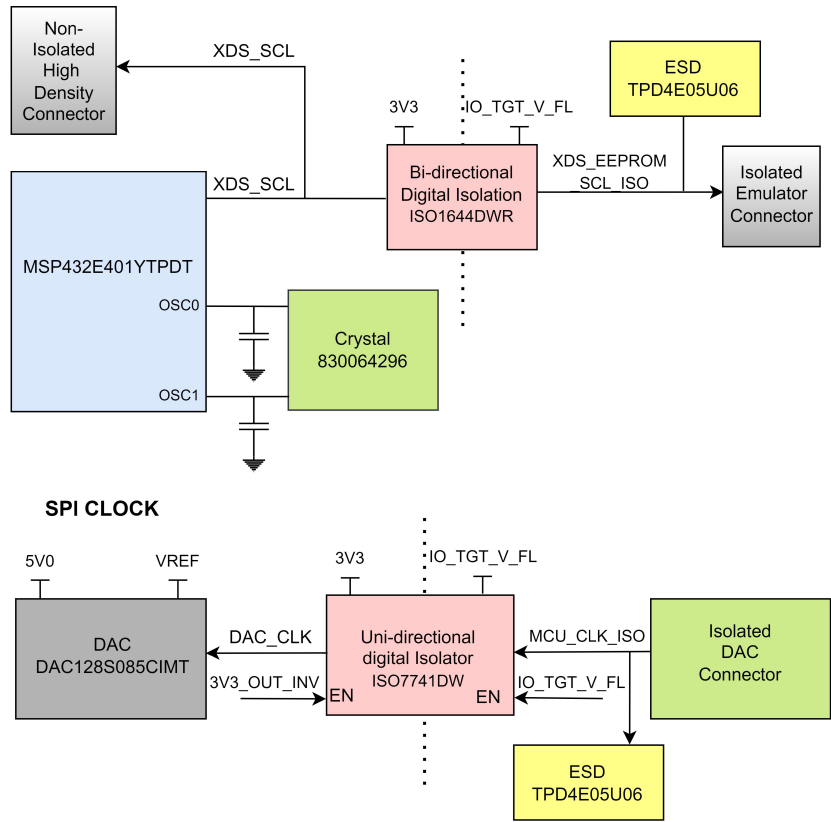 Non-
Isolated
High
Density
Connector
XDS_SCL
ESD
TPD4E05U06
3V3
IO_TGT_V_FL
Bi-directional
Digital Isolation
ISO1644DWR
XDS_EEPROM
_SCL_ISO
Isolated
Emulator
Connector
XDS_SCL
MSP432E401YTPDT
OSC0
OSC1
Crystal
830064296
SPI CLOCK
5V0
VREF
3V3
IO_TGT_V_FL
DAC
DAC128S085CIMT
DAC_CLK
3V3_OUT_INV
Uni-directional
digital Isolator
ISO7741DW
EN
EN
MCU_CLK_ISO
IO_TGT_V_FL
Isolated
DAC
Connector
ESD
TPD4E05U06